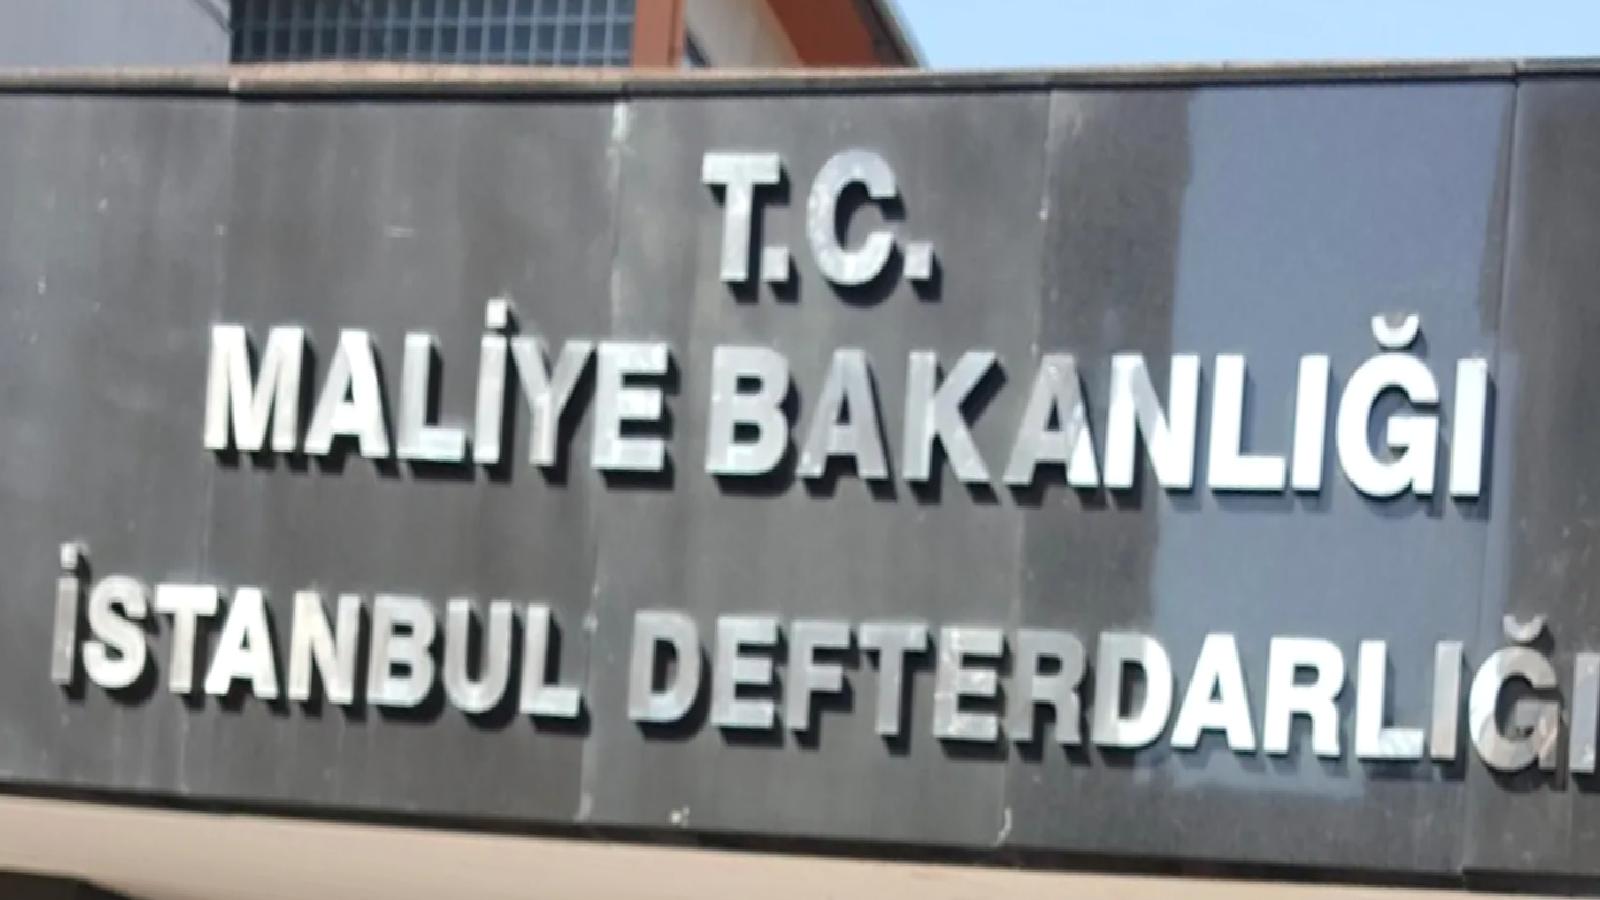 T.C.
MALİYE BAKANLIĞI
İSTANBUL DEFTERDARLIĞI